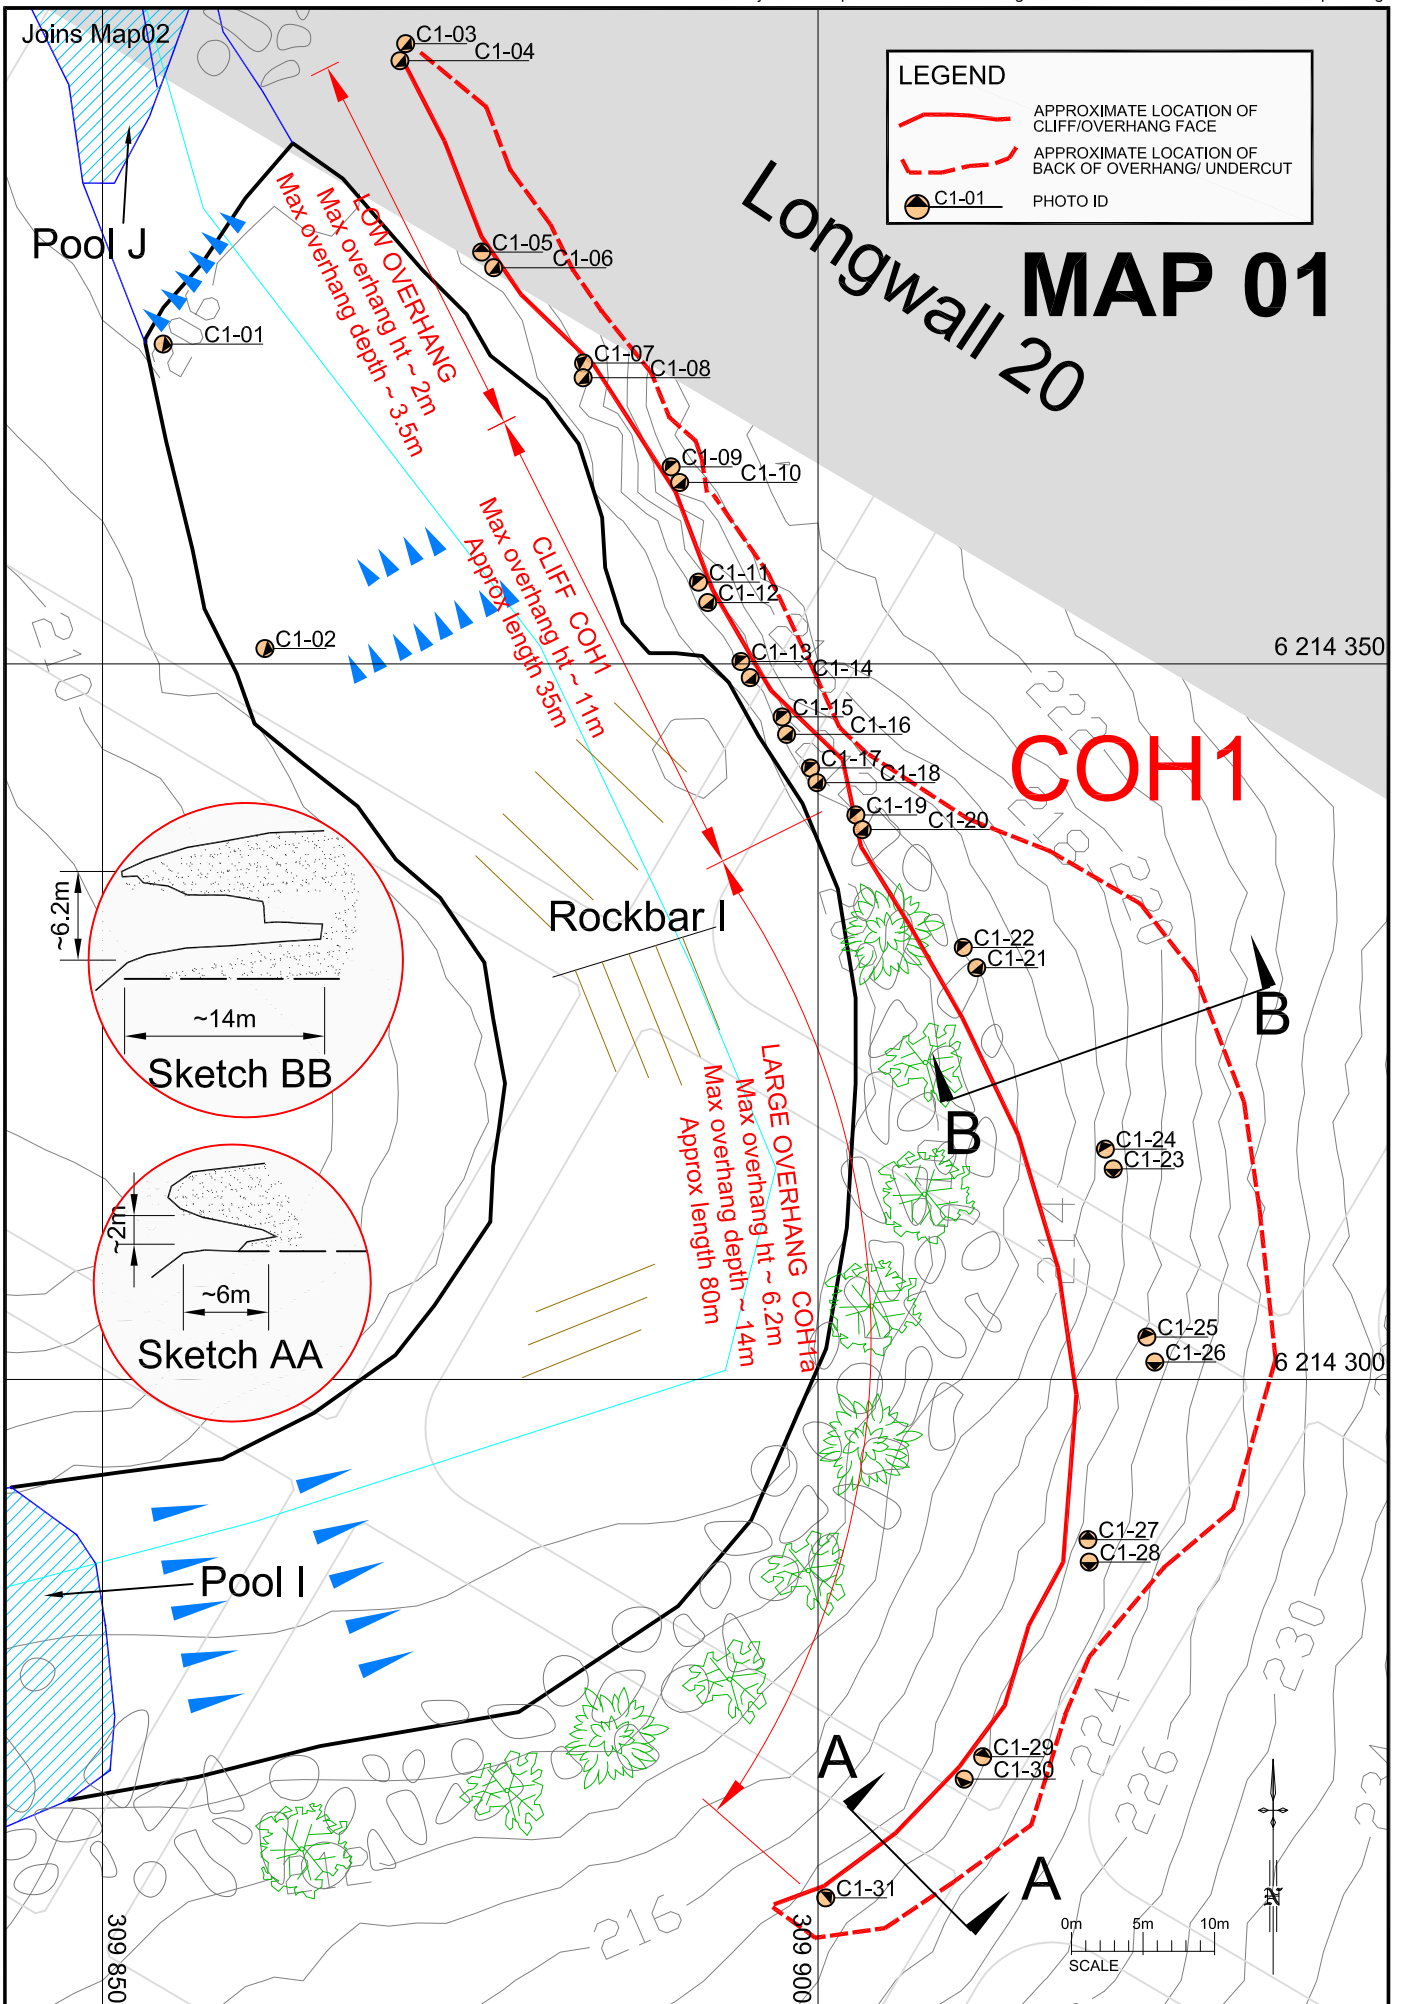 Joins Map02
C1-03
C1-04
LEGEND
APPROXIMATE LOCATION OF
CLIFF/OVERHANG FACE
APPROXIMATE LOCATION OF
BACK OF OVERHANG/ UNDERCUT
C1-01
PHOTO ID
Longwall 20
MAP 01
Pool J
C1-01
LOW OVERHANG
Max overhang ht ~ 2m
Max overhang depth ~ 3.5m
C1-05
C1-06
C1-07
C1-08
C1-09
C1-10
CLIFF COH1
Max overhang ht ~ 11m
Approx length 35m
C1-11
C1-12
C1-02
210
C1-13
C1-14
6 214 350
C1-15
C1-16
C1-17
C1-18
COH1
C1-19
C1-20
Rockbar I
~6.2m
~14m
Sketch BB
C1-22
C1-21
B
B
LARGE OVERHANG COH1a
Max overhang ht ~ 6.2m
Max overhang depth ~ 14m
Approx length 80m
C1-24
C1-23
214
~2m
~6m
Sketch AA
C1-25
C1-26
6 214 300
C1-27
C1-28
Pool I
230
224
226
C1-29
C1-30
A
A
C1-31
216
309 850
309 900
0m 5m 10m
SCALE
N